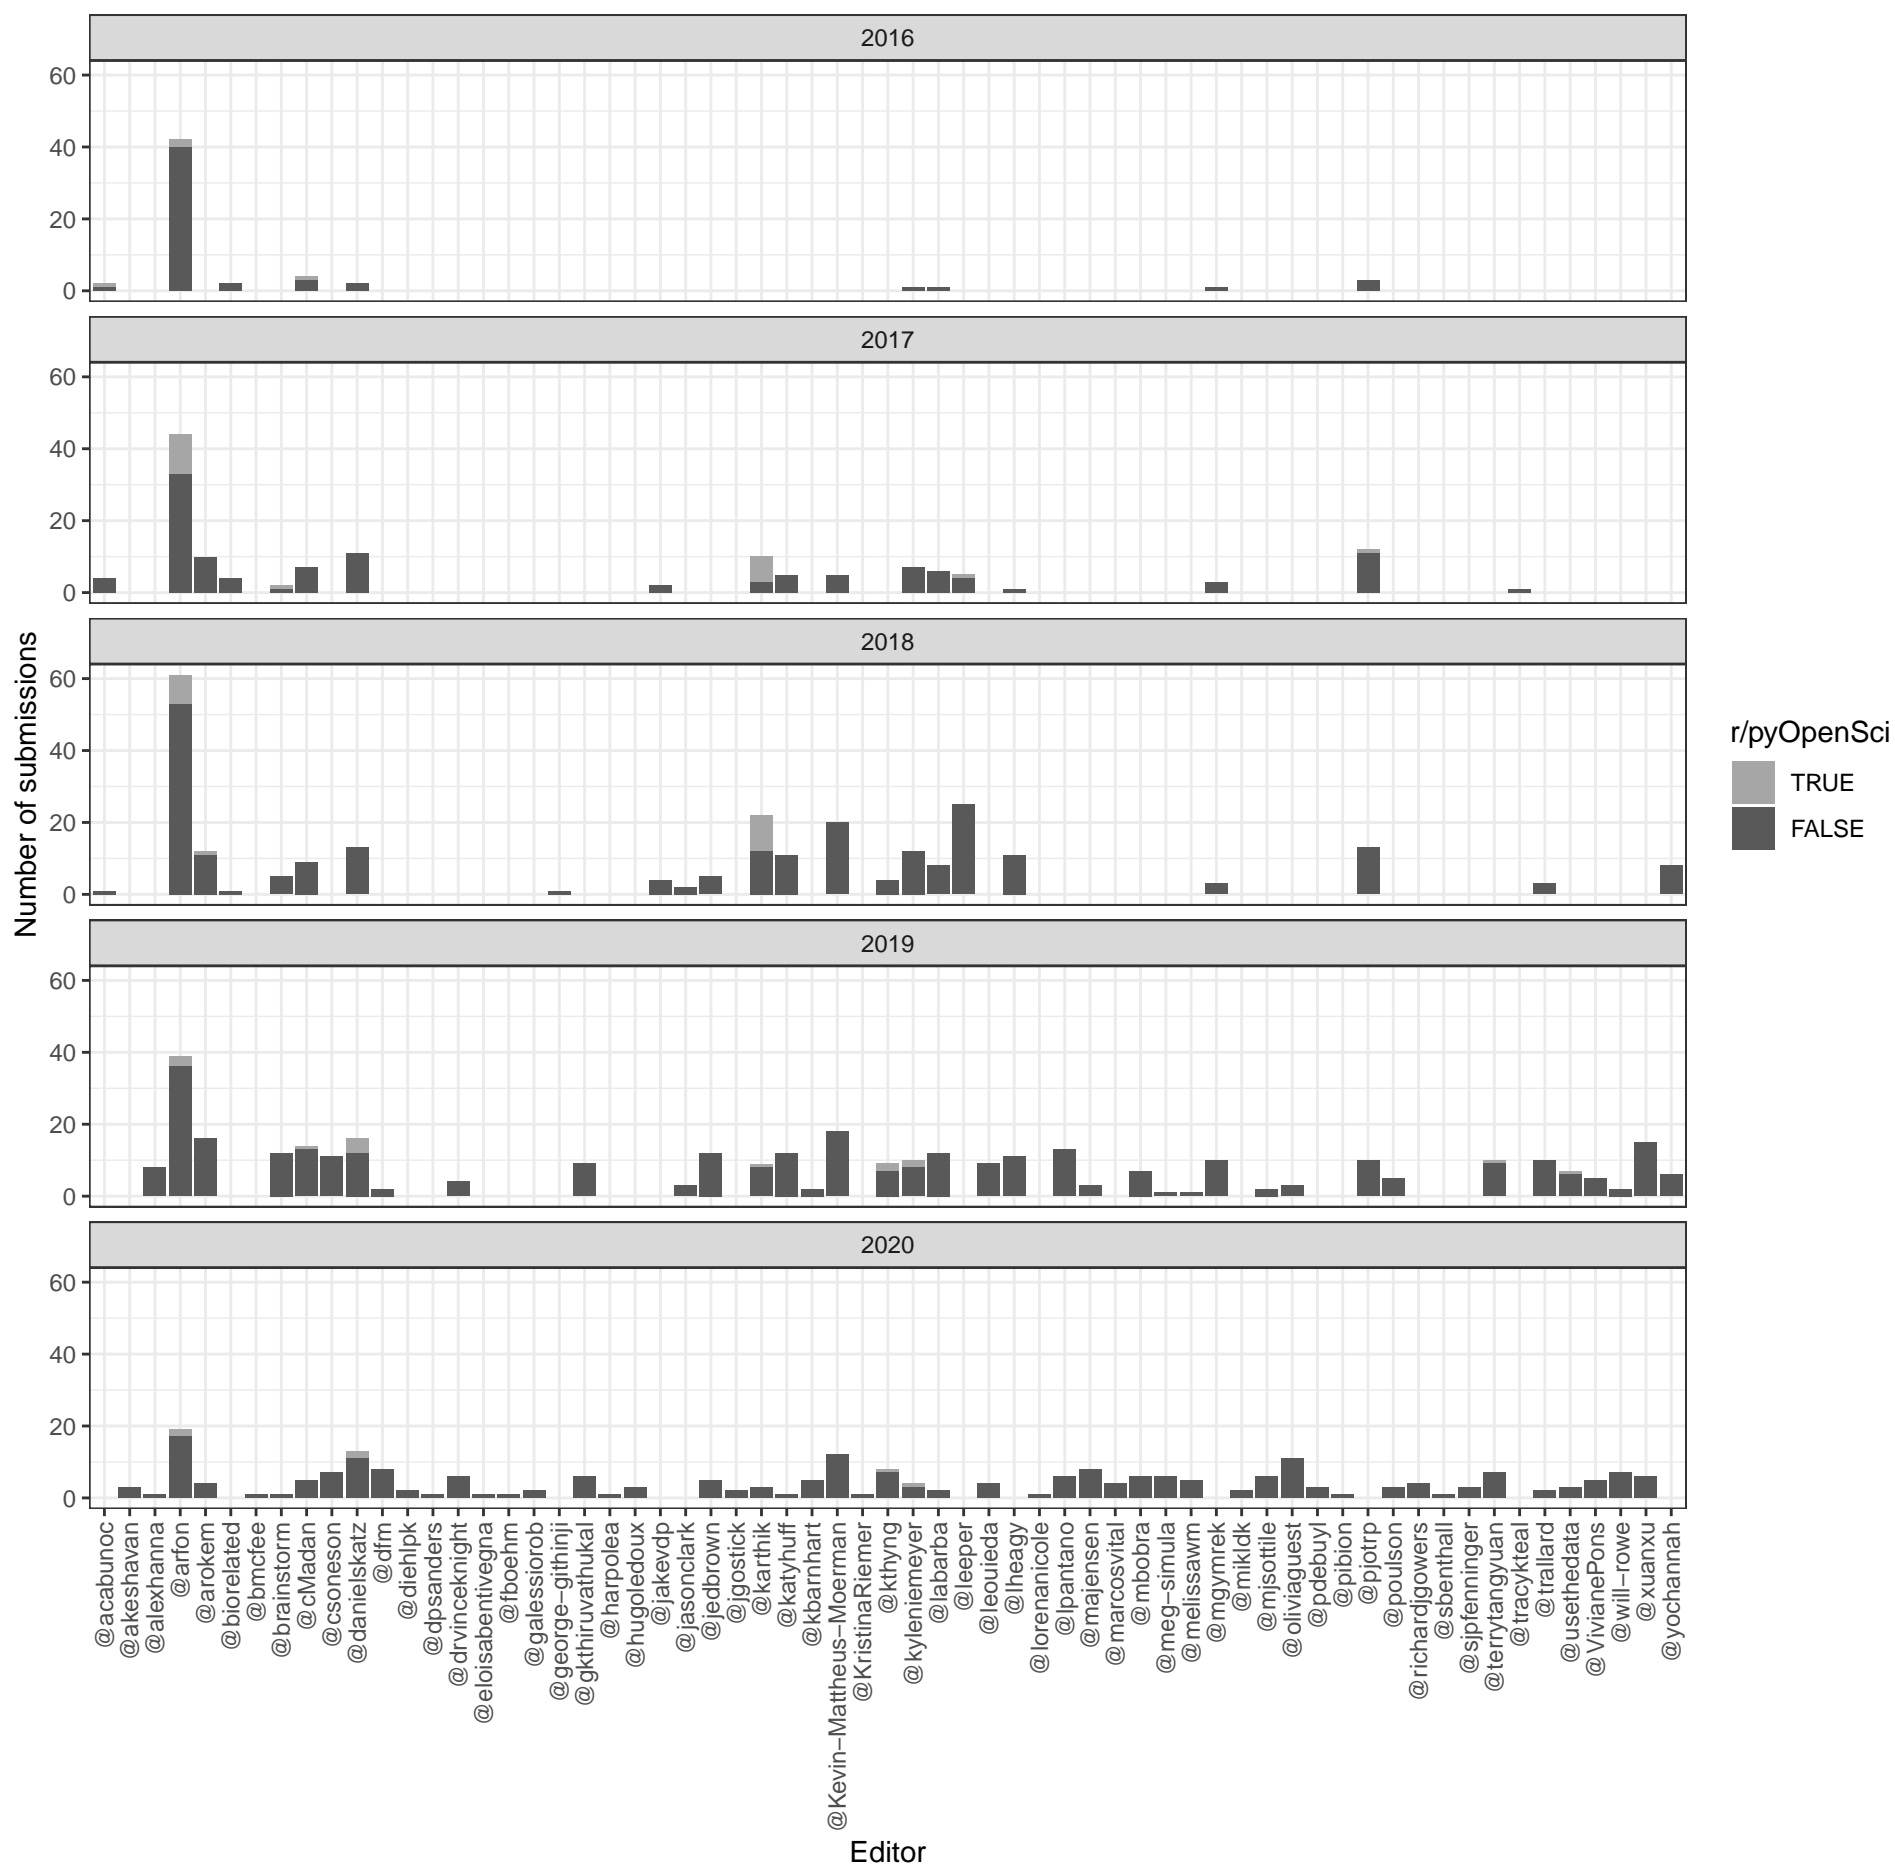 2016
60
40
20
0
2017
60
40
20
0
2018
60
40
20
0
2019
60
40
20
0
2020
60
40
20
0
Number of submissions
r/pyOpenSci
TRUE
FALSE
@acabunoc
@akeshavan
@alexhanna
@arfon
@arokem
@biorelated
@bmcfee
@brainstorm
@cMadan
@csoneson
@danielskatz
@dfm
@diehlpk
@dpsanders
@drvinceknight
@eloisabentivegna
@fboehm
@galessiorob
@george−githinji
@gkthiruvathukal
@harpolea
@hugoledoux
@jakevdp
@jasonclark
@jedbrown
@jgostick
@karthik
@katyhuff
@kbarnhart
@Kevin−Mattheus−Moerman
@KristinaRiemer
@kthyng
@kyleniemeyer
@labarba
@leeper
@leouieda
@lheagy
@lorenanicole
@lpantano
@majensen
@marcosvital
@mbobra
@meg−simula
@melissawm
@mgymrek
@mikldk
@mjsottile
@oliviaguest
@pdebuyl
@pibion
@pjotrp
@poulson
@richardjgowers
@sbenthall
@sjpfenninger
@terrytangyuan
@tracykteal
@trallard
@usethedata
@VivianePons
@will−rowe
@xuanxu
@yochannah
Editor